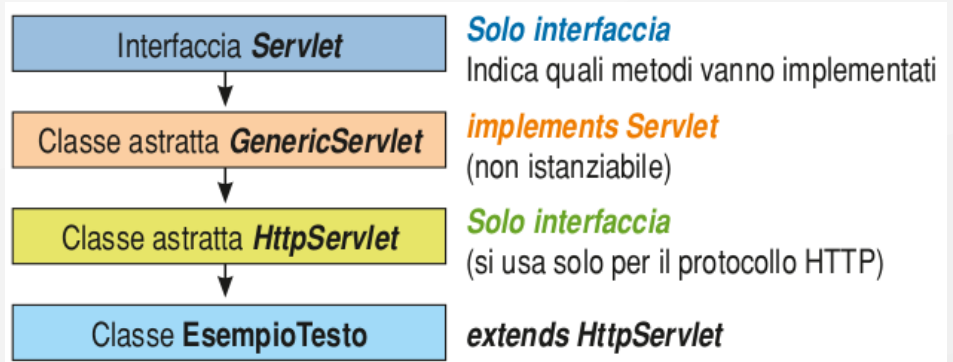 Interfaccia Servlet
Solo interfaccia
Indica quali metodi vanno implementati
Classe astratta GenericServlet
implements Servlet
(non istanziabile)
Classe astratta HttpServlet
Solo interfaccia
(si usa solo per il protocollo HTTP)
Classe EsempioTesto
extends HttpServlet